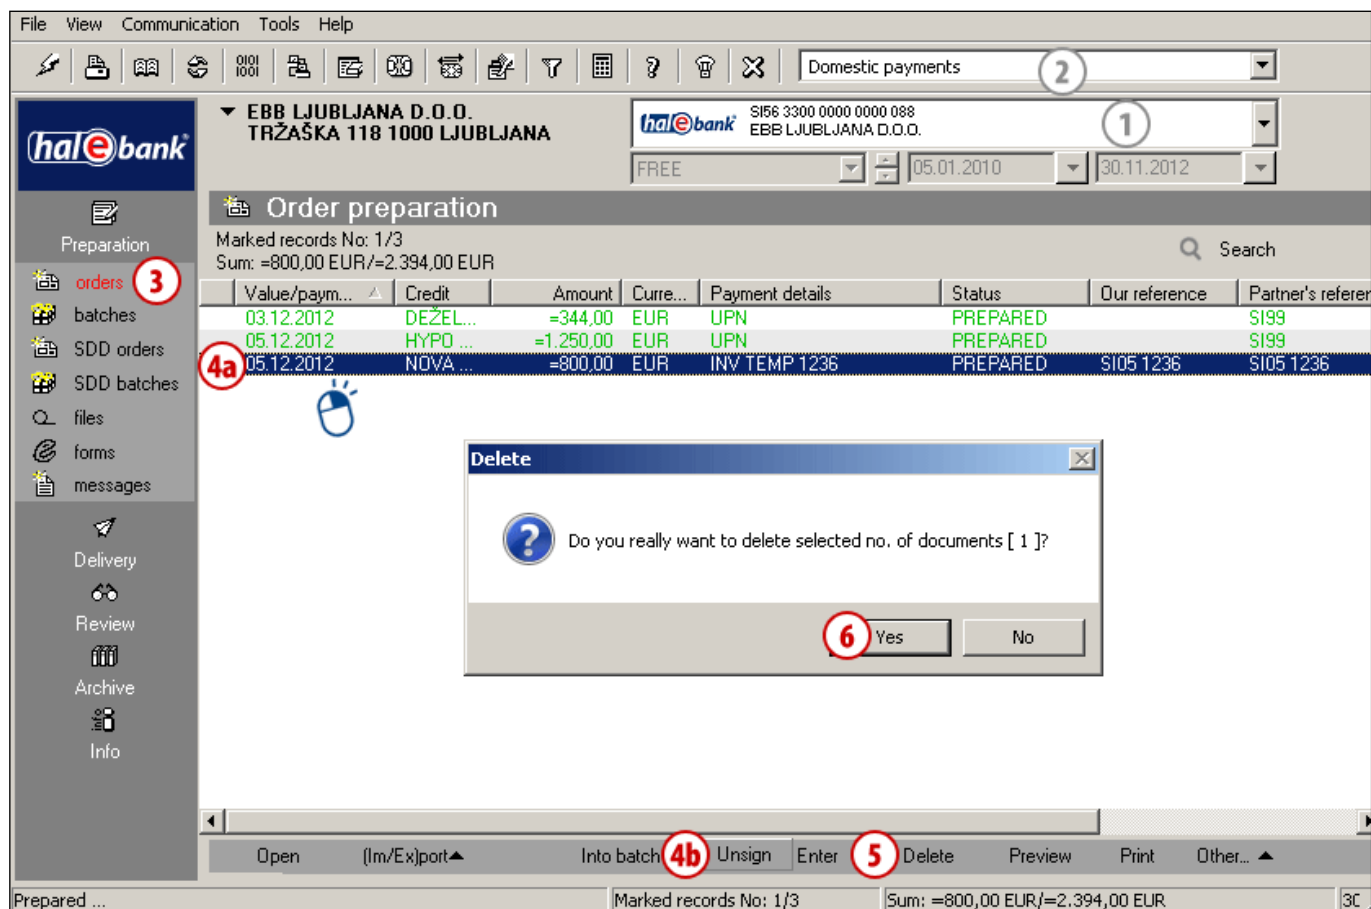 File View Communication Tools Help
Domestic payments 2
EBB LJUBLJANA D.O.O.
TRŽAŠKA 118 1000 LJUBLJANA
hal e bank SI56 3300 0000 0000 088
EBB LJUBLJANA D.O.O. 1
hal e bank
FREE 05.01.2010 30.11.2012
Order preparation
Preparation
Marked records No: 1/3
Search
Sum: =800,00 EUR/=2.394,00 EUR
orders 3
Value/paym... Credit Amount Curre... Payment details Status Our reference Partner's referer
03.12.2012 DEŽEL... =344,00 EUR UPN PREPARED SI99
05.12.2012 HYPO ... =1.250,00 EUR UPN PREPARED SI99
4a 05.12.2012 NOVA ... =800,00 EUR INV TEMP 1236 PREPARED SI05 1236 SI05 1236
batches
SDD orders
SDD batches
files
forms
messages
Delivery
Review
Archive
Info
Delete
Do you really want to delete selected no. of documents [ 1 ]?
6 Yes No
Open (Im/Ex)port Into batch 4b Unsign Enter 5 Delete Preview Print Other...
Prepared ... Marked records No: 1/3 Sum: =800,00 EUR/=2.394,00 EUR 30